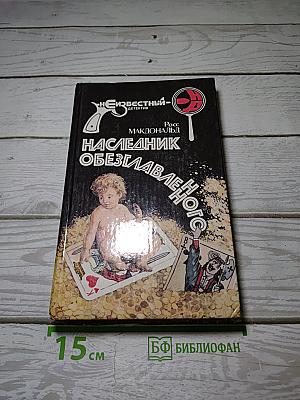 НЕИЗВЕСТНЫЙ
ДЕТЕКТИВ
Росс
МАКДОНАЛЬД
НАСЛЕДНИК
ОБЕЗГЛАВЛЕННОГО
15 см
БФ БИБЛИОФАН